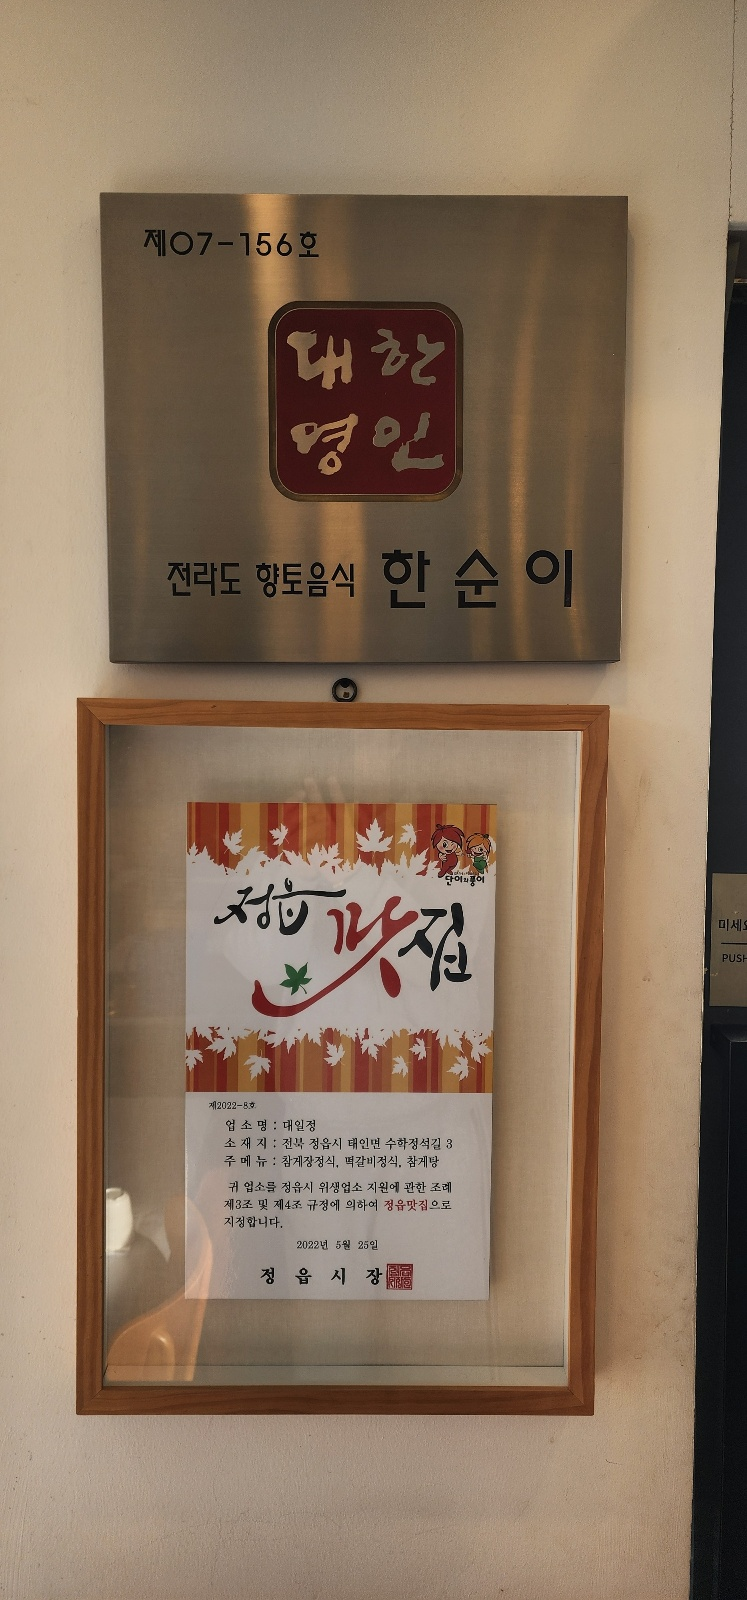 제07-156호
대한
명인
전라도 향토음식 한순이
단이와풍이
정읍 맛집
제2022-8호
업 소 명 : 대일정
소 재 지 : 전북 정읍시 태인면 수학정석길 3
주 메 뉴 : 참게장정식, 떡갈비정식, 참게탕
귀 업소를 정읍시 위생업소 지원에 관한 조례
제3조 및 제4조 규정에 의하여 정읍맛집으로
지정합니다.
2022년 5월 25일
정 읍 시 장
미세
PUSH